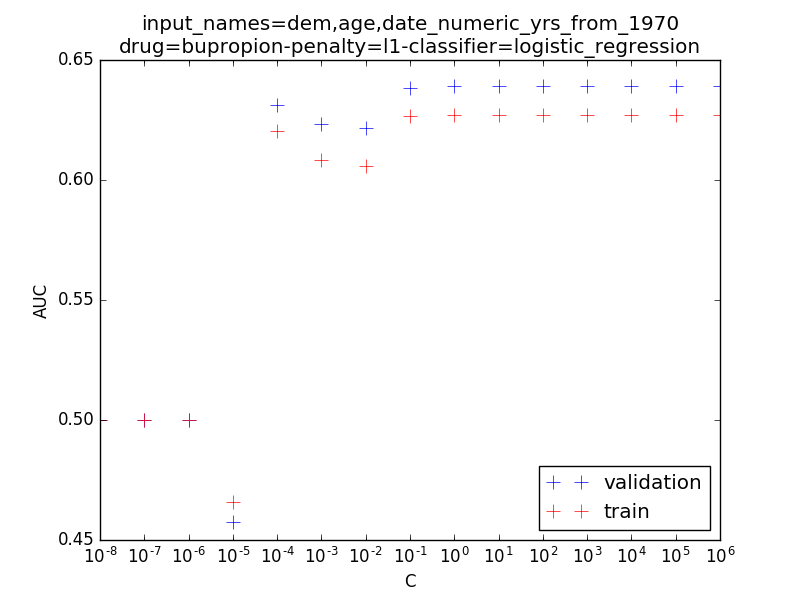 input_names=dem,age,date_numeric_yrs_from_1970
drug=bupropion-penalty=l1-classifier=logistic_regression
0.65
0.60
0.55
0.50
0.45
AUC
validation
train
10⁻⁸ 10⁻⁷ 10⁻⁶ 10⁻⁵ 10⁻⁴ 10⁻³ 10⁻² 10⁻¹ 10⁰ 10¹ 10² 10³ 10⁴ 10⁵ 10⁶
C